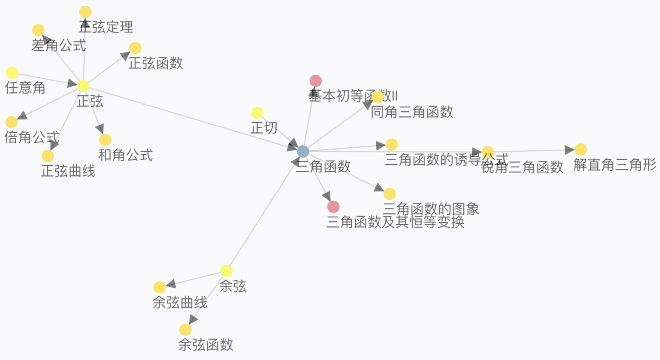 正弦定理
差角公式
正弦函数
任意角
正弦
基本初等函数II
同角三角函数
正切
倍角公式
和角公式
正弦曲线
三角函数
三角函数的诱导公式
锐角三角函数
解直角三角形
三角函数的图象
三角函数及其恒等变换
余弦
余弦曲线
余弦函数